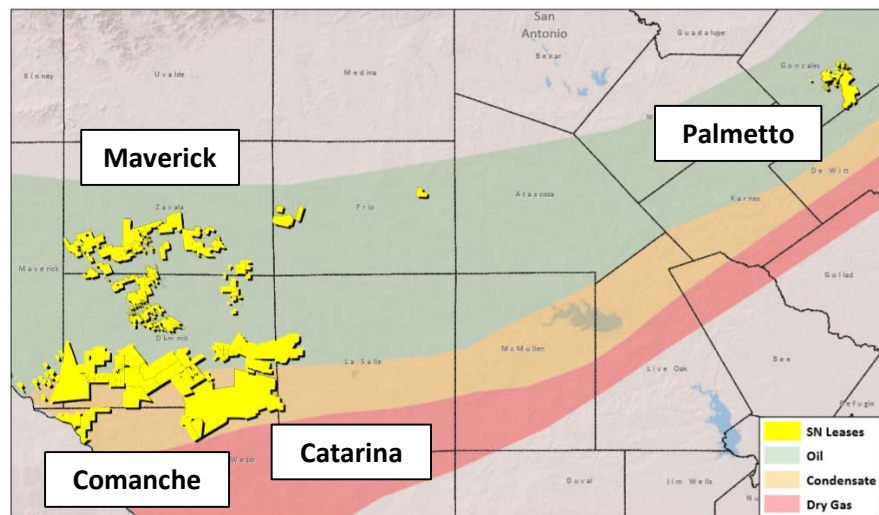 San
Antonio
Guadalupe
Kinney
Uvalde
Medina
Bexar
Gonzales
Maverick
Palmetto
W
De Witt
Zavala
Frio
Atascosa
Karnes
Maverick
Goliad
Dimmit
La Salle
McMullen
Live Oak
Bee
Refugio
Catarina
Comanche
Webb
Duval
Jim Wells
Nu
SN Leases
Oil
Condensate
Dry Gas